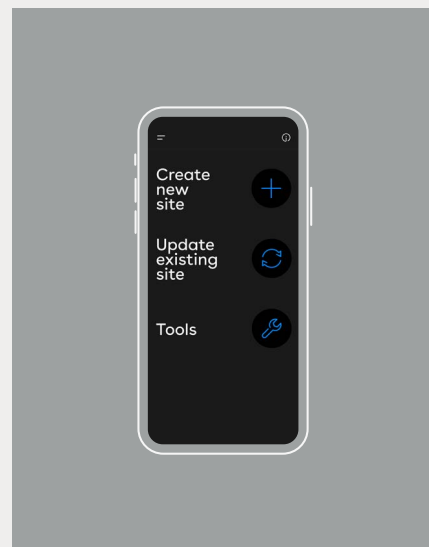 Create
new
site
Update
existing
site
Tools